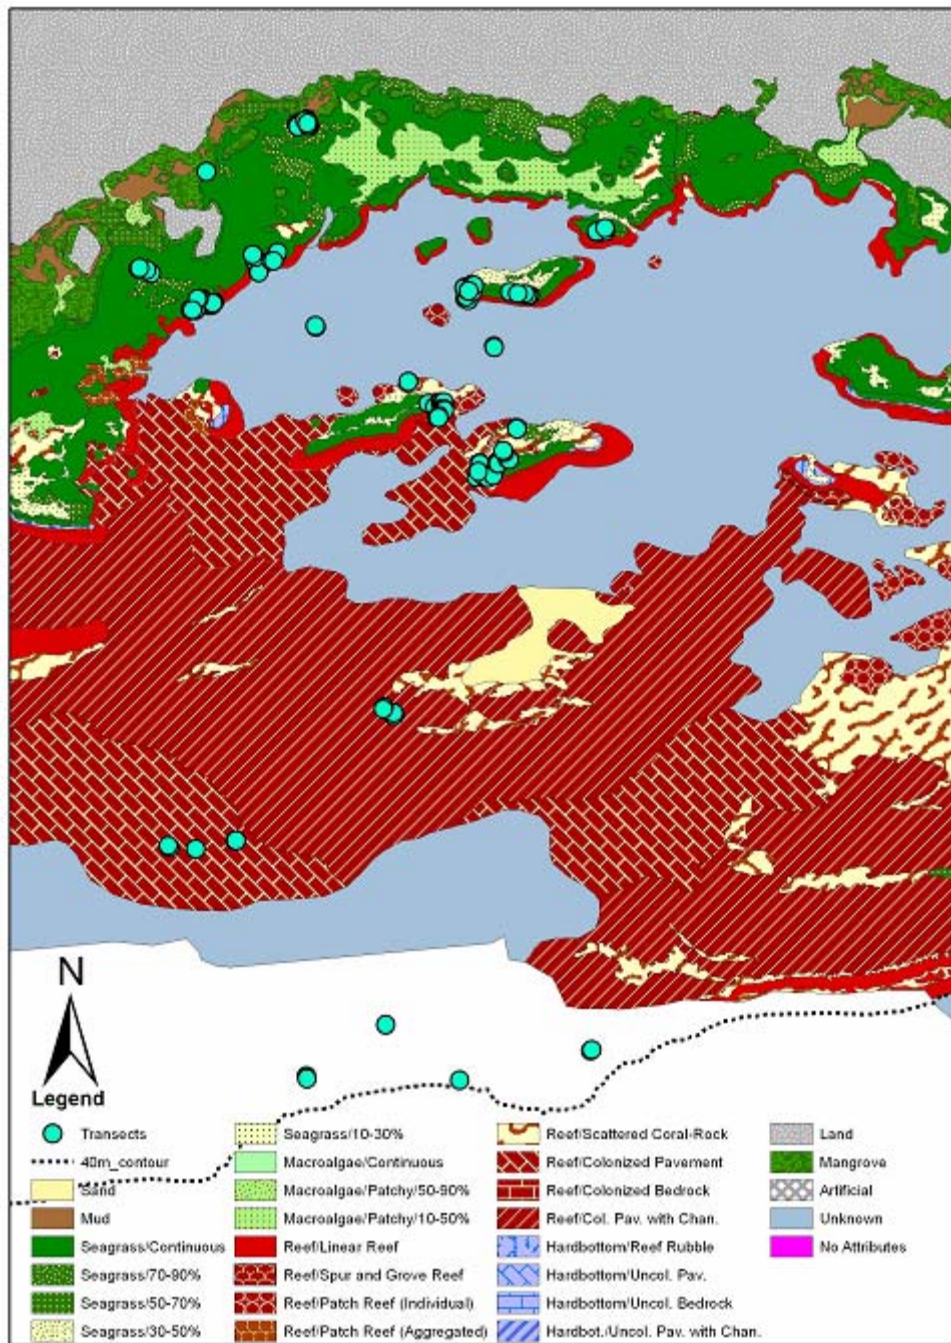 N
Legend
Transects
40m_contour
Sand
Mud
Seagrass/Continuous
Seagrass/70-90%
Seagrass/50-70%
Seagrass/30-50%
Seagrass/10-30%
Macroalgae/Continuous
Macroalgae/Patchy/50-90%
Macroalgae/Patchy/10-50%
Reef/Linear Reef
Reef/Spur and Grove Reef
Reef/Patch Reef (Individual)
Reef/Patch Reef (Aggregated)
Reef/Scattered Coral-Rock
Reef/Colonized Pavement
Reef/Colonized Bedrock
Reef/Col. Pav. with Chan.
Hardbottom/Reef Rubble
Hardbottom/Uncol. Pav.
Hardbottom/Uncol. Bedrock
Hardbot./Uncol. Pav. with Chan.
Land
Mangrove
Artificial
Unknown
No Attributes